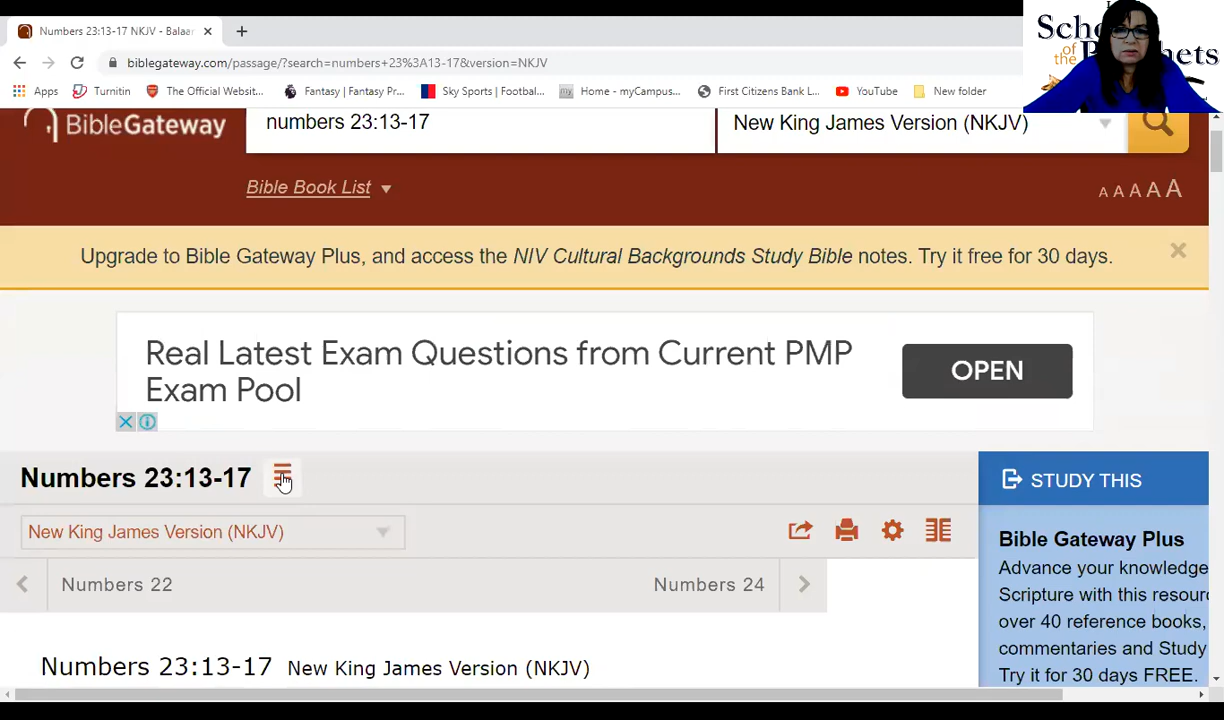 Numbers 23:13-17 NKJV - Balaa
biblegateway.com/passage/?search=numbers+23%3A13-17&version=NKJV
Apps Turnitin The Official Websit... Fantasy | Fantasy Pr... Sky Sports | Footbal... Home - myCampus... First Citizens Bank L... YouTube New folder
of the
BibleGateway numbers 23:13-17 New King James Version (NKJV)
Bible Book List A A A A A
Upgrade to Bible Gateway Plus, and access the NIV Cultural Backgrounds Study Bible notes. Try it free for 30 days.
Real Latest Exam Questions from Current PMP
Exam Pool
OPEN
Numbers 23:13-17
New King James Version (NKJV)
Numbers 22 Numbers 24
Numbers 23:13-17 New King James Version (NKJV)
STUDY THIS
Bible Gateway Plus
Advance your knowledge
Scripture with this resour
over 40 reference books,
commentaries and Study
Try it for 30 days FREE.